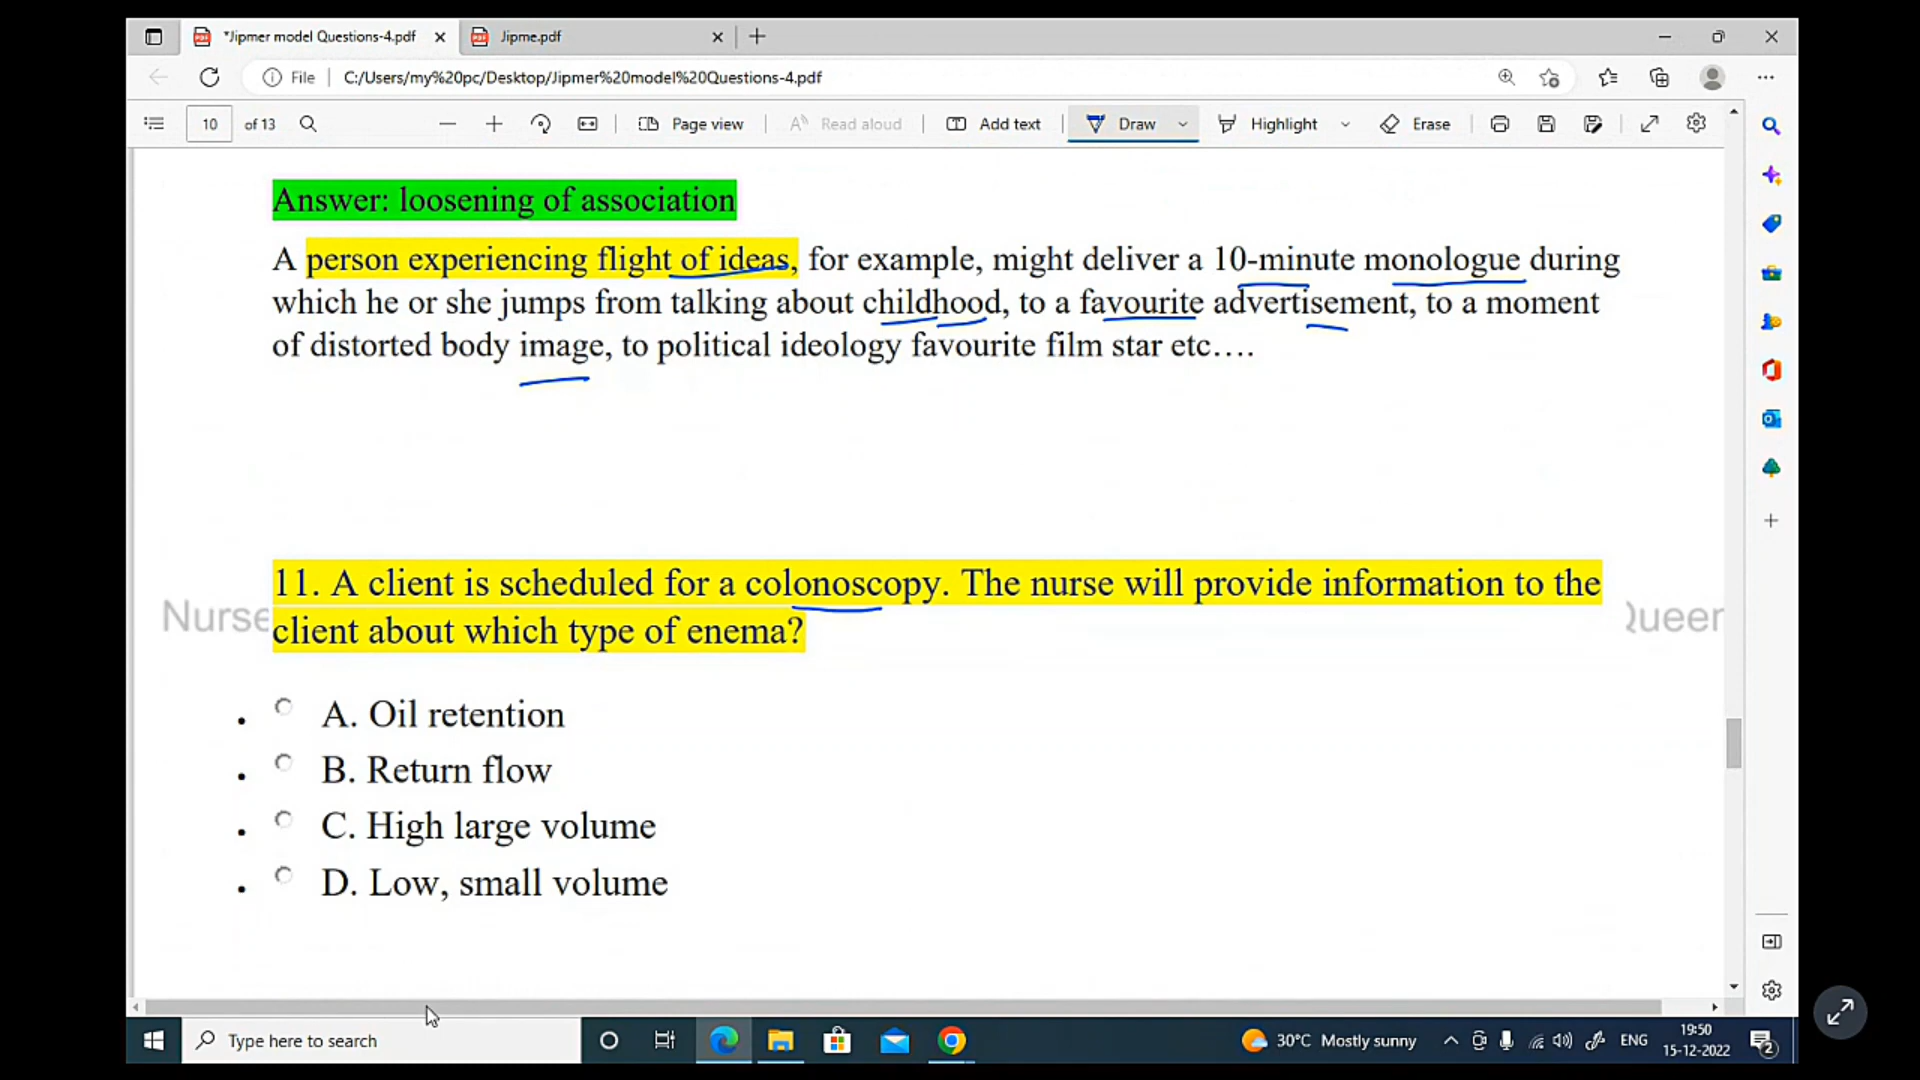 *Jipmer model Questions-4.pdf
Jipme.pdf
File
C:/Users/my%20pc/Desktop/Jipmer%20model%20Questions-4.pdf
10 of 13
Page view
Read aloud
Add text
Draw
Highlight
Erase
Answer: loosening of association
A person experiencing flight of ideas, for example, might deliver a 10-minute monologue during
which he or she jumps from talking about childhood, to a favourite advertisement, to a moment
of distorted body image, to political ideology favourite film star etc....
11. A client is scheduled for a colonoscopy. The nurse will provide information to the
client about which type of enema?
Nurse
Queen
A. Oil retention
B. Return flow
C. High large volume
D. Low, small volume
Type here to search
30°C Mostly sunny
ENG
19:50
15-12-2022
2